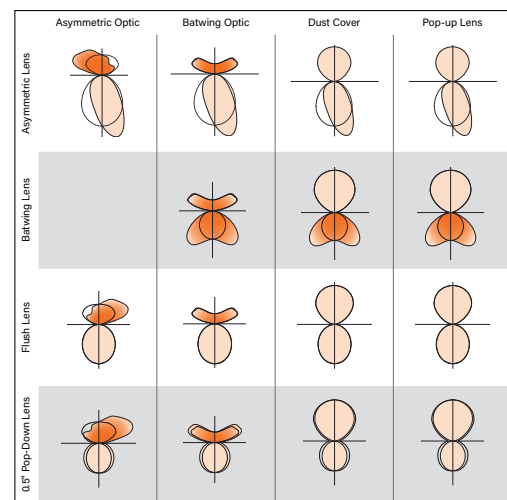 Asymmetric Optic
Batwing Optic
Dust Cover
Pop-up Lens
Asymmetric Lens
Batwing Lens
Flush Lens
0.5" Pop-Down Lens